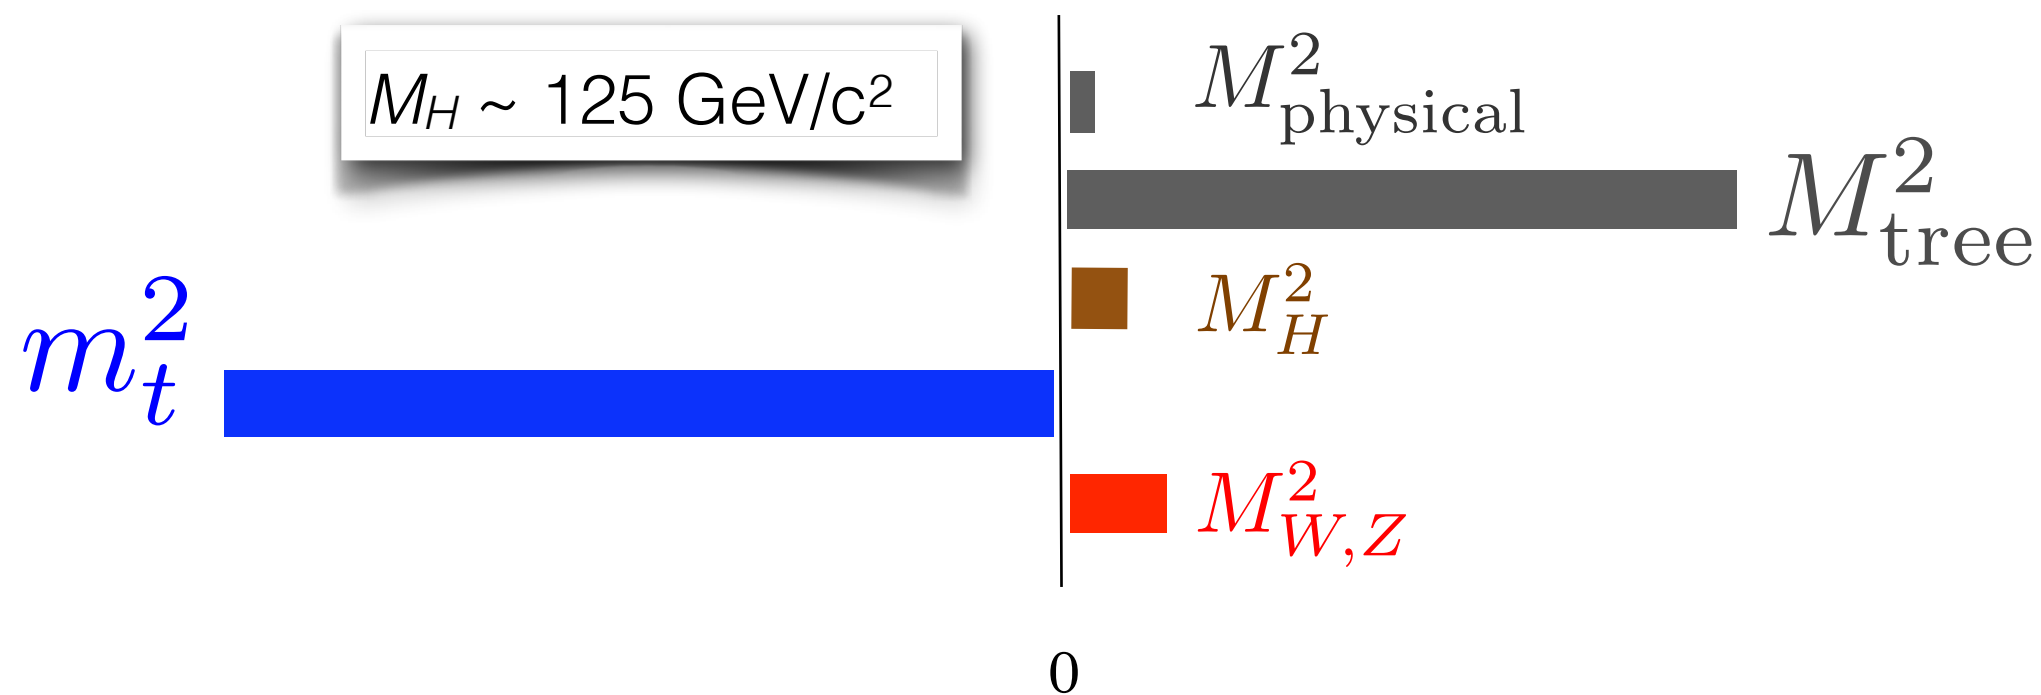 M_H ~ 125 GeV/c²
M²_physical
M²_tree
M²_H
m²_t
M²_W,Z
0